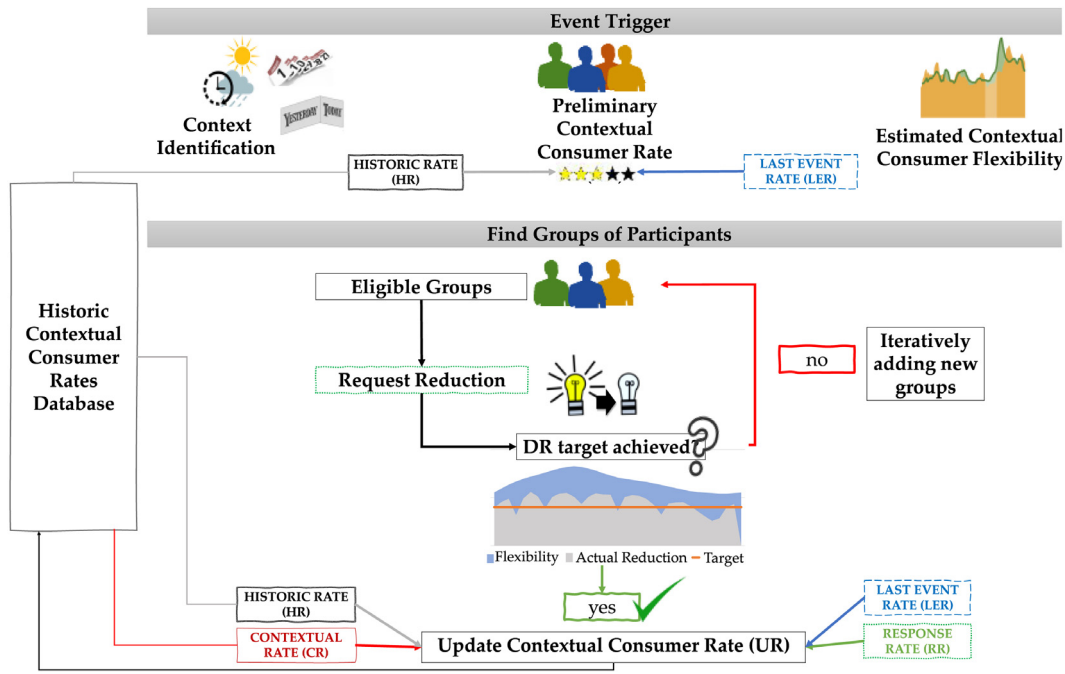 Event Trigger
YESTERDAY TODAY
Context
Identification
Preliminary
Contextual
Consumer Rate
Estimated Contextual
Consumer Flexibility
HISTORIC RATE
(HR)
LAST EVENT
RATE (LER)
Find Groups of Participants
Historic
Contextual
Consumer
Rates
Database
Eligible Groups
Request Reduction
DR target achieved?
no
Iteratively
adding new
groups
Flexibility Actual Reduction Target
yes
HISTORIC RATE
(HR)
CONTEXTUAL
RATE (CR)
Update Contextual Consumer Rate (UR)
LAST EVENT
RATE (LER)
RESPONSE
RATE (RR)